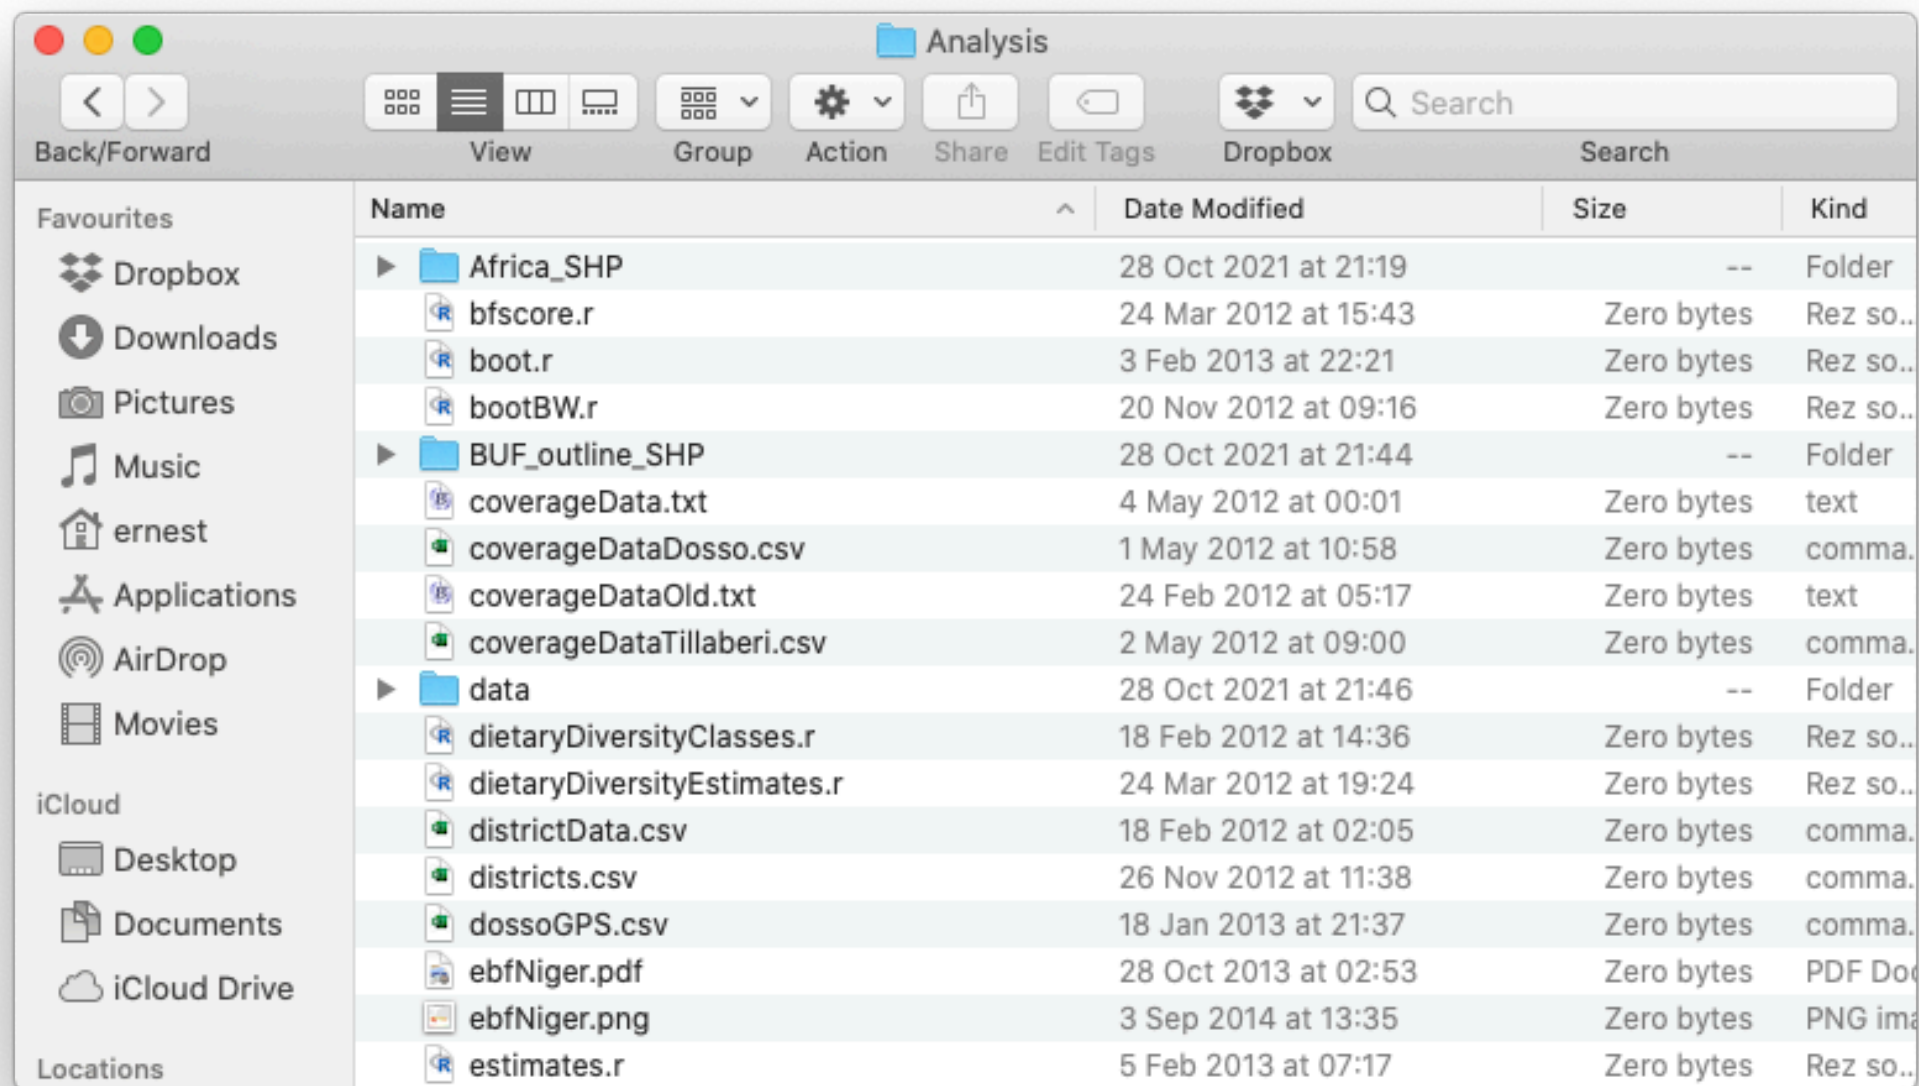 Analysis
Search
Back/Forward View Group Action Share Edit Tags Dropbox Search
Favourites
Dropbox
Downloads
Pictures
Music
ernest
Applications
AirDrop
Movies
iCloud
Desktop
Documents
iCloud Drive
Locations
Name Date Modified Size Kind
Africa_SHP 28 Oct 2021 at 21:19 -- Folder
bfscore.r 24 Mar 2012 at 15:43 Zero bytes Rez so...
boot.r 3 Feb 2013 at 22:21 Zero bytes Rez so...
bootBW.r 20 Nov 2012 at 09:16 Zero bytes Rez so...
BUF_outline_SHP 28 Oct 2021 at 21:44 -- Folder
coverageData.txt 4 May 2012 at 00:01 Zero bytes text
coverageDataDosso.csv 1 May 2012 at 10:58 Zero bytes comma.
coverageDataOld.txt 24 Feb 2012 at 05:17 Zero bytes text
coverageDataTillaberi.csv 2 May 2012 at 09:00 Zero bytes comma.
data 28 Oct 2021 at 21:46 -- Folder
dietaryDiversityClasses.r 18 Feb 2012 at 14:36 Zero bytes Rez so...
dietaryDiversityEstimates.r 24 Mar 2012 at 19:24 Zero bytes Rez so...
districtData.csv 18 Feb 2012 at 02:05 Zero bytes comma.
districts.csv 26 Nov 2012 at 11:38 Zero bytes comma.
dossoGPS.csv 18 Jan 2013 at 21:37 Zero bytes comma.
ebfNiger.pdf 28 Oct 2013 at 02:53 Zero bytes PDF Doc
ebfNiger.png 3 Sep 2014 at 13:35 Zero bytes PNG ima
estimates.r 5 Feb 2013 at 07:17 Zero bytes Rez so...